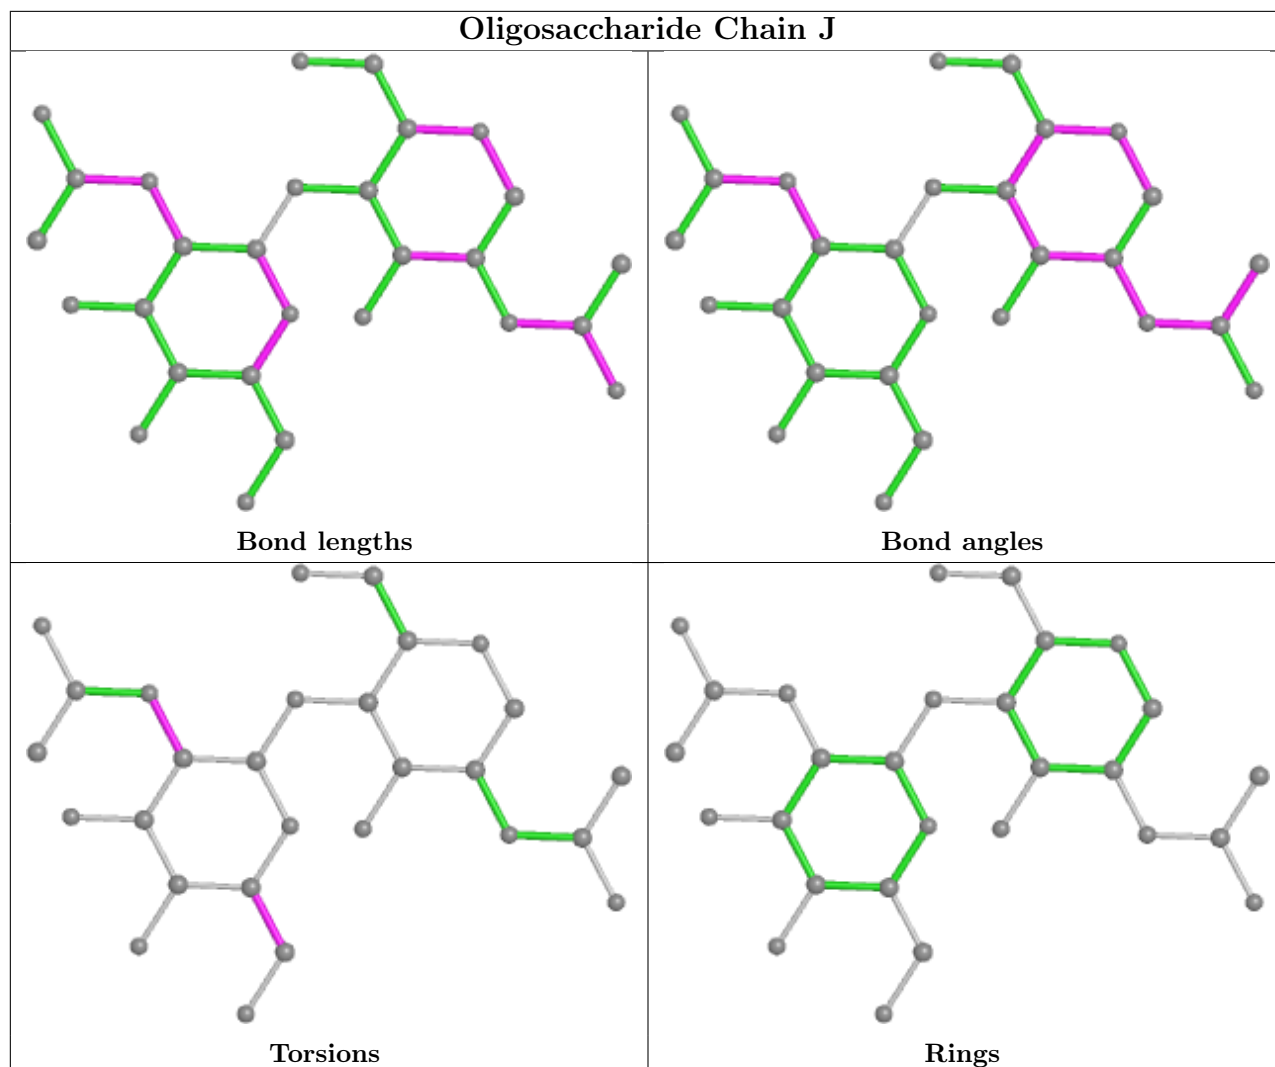 Oligosaccharide Chain J
Bond lengths
Bond angles
Torsions
Rings